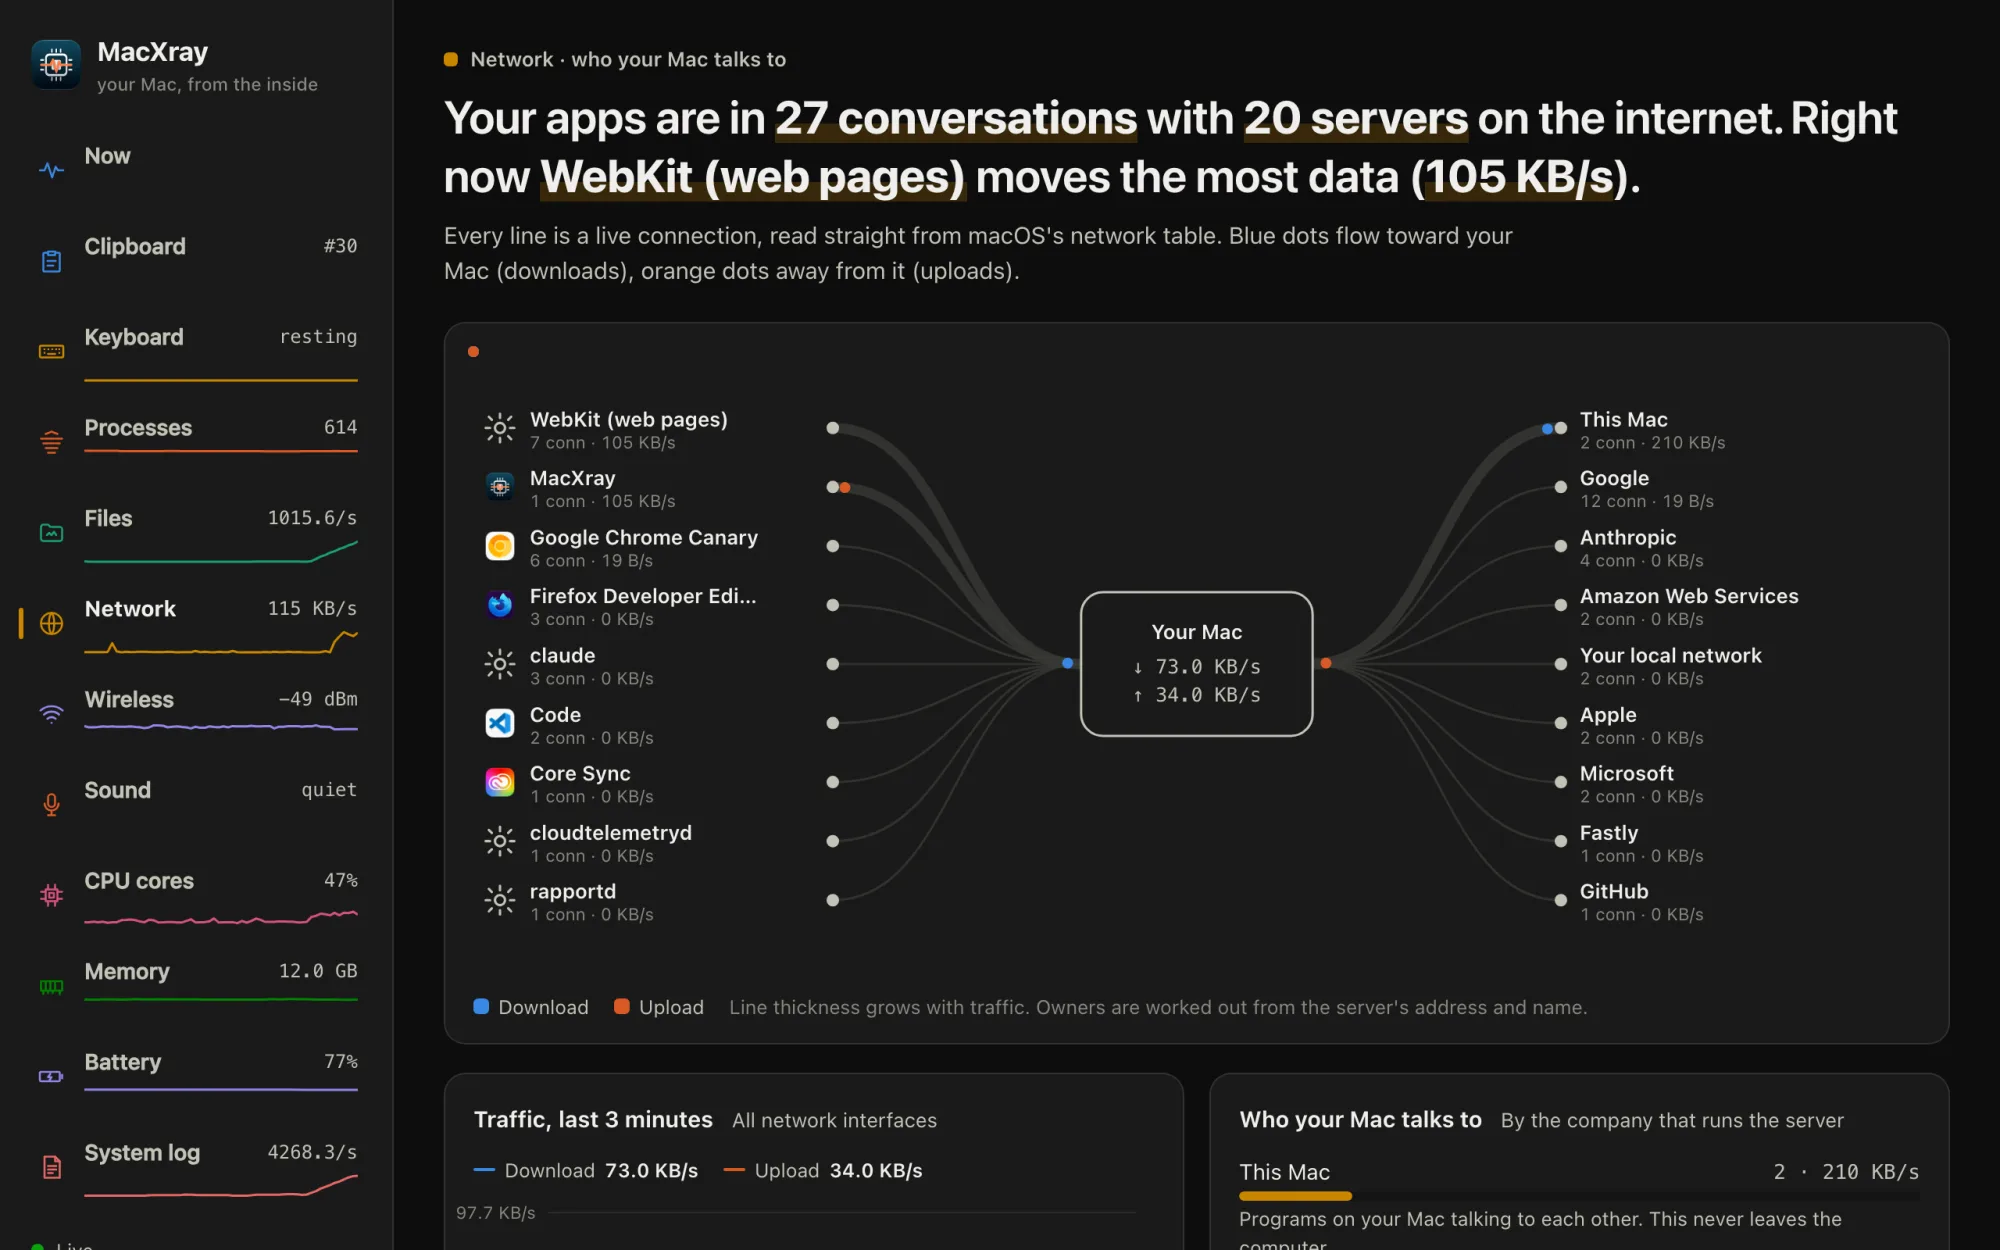 MacXray
your Mac, from the inside
Now
Clipboard #30
Keyboard resting
Processes 614
Files 1015.6/s
Network 115 KB/s
Wireless −49 dBm
Sound quiet
CPU cores 47%
Memory 12.0 GB
Battery 77%
System log 4268.3/s
Live
Network · who your Mac talks to
Your apps are in 27 conversations with 20 servers on the internet. Right
now WebKit (web pages) moves the most data (105 KB/s).
Every line is a live connection, read straight from macOS's network table. Blue dots flow toward your
Mac (downloads), orange dots away from it (uploads).
WebKit (web pages)
7 conn · 105 KB/s
MacXray
1 conn · 105 KB/s
Google Chrome Canary
6 conn · 19 B/s
Firefox Developer Edi...
3 conn · 0 KB/s
claude
3 conn · 0 KB/s
Code
2 conn · 0 KB/s
Core Sync
1 conn · 0 KB/s
cloudtelemetryd
1 conn · 0 KB/s
rapportd
1 conn · 0 KB/s
Your Mac
↓ 73.0 KB/s
↑ 34.0 KB/s
This Mac
2 conn · 210 KB/s
Google
12 conn · 19 B/s
Anthropic
4 conn · 0 KB/s
Amazon Web Services
2 conn · 0 KB/s
Your local network
2 conn · 0 KB/s
Apple
2 conn · 0 KB/s
Microsoft
2 conn · 0 KB/s
Fastly
1 conn · 0 KB/s
GitHub
1 conn · 0 KB/s
Download Upload Line thickness grows with traffic. Owners are worked out from the server's address and name.
Traffic, last 3 minutes All network interfaces
Download 73.0 KB/s Upload 34.0 KB/s
97.7 KB/s
Who your Mac talks to By the company that runs the server
This Mac 2 · 210 KB/s
Programs on your Mac talking to each other. This never leaves the
computer.